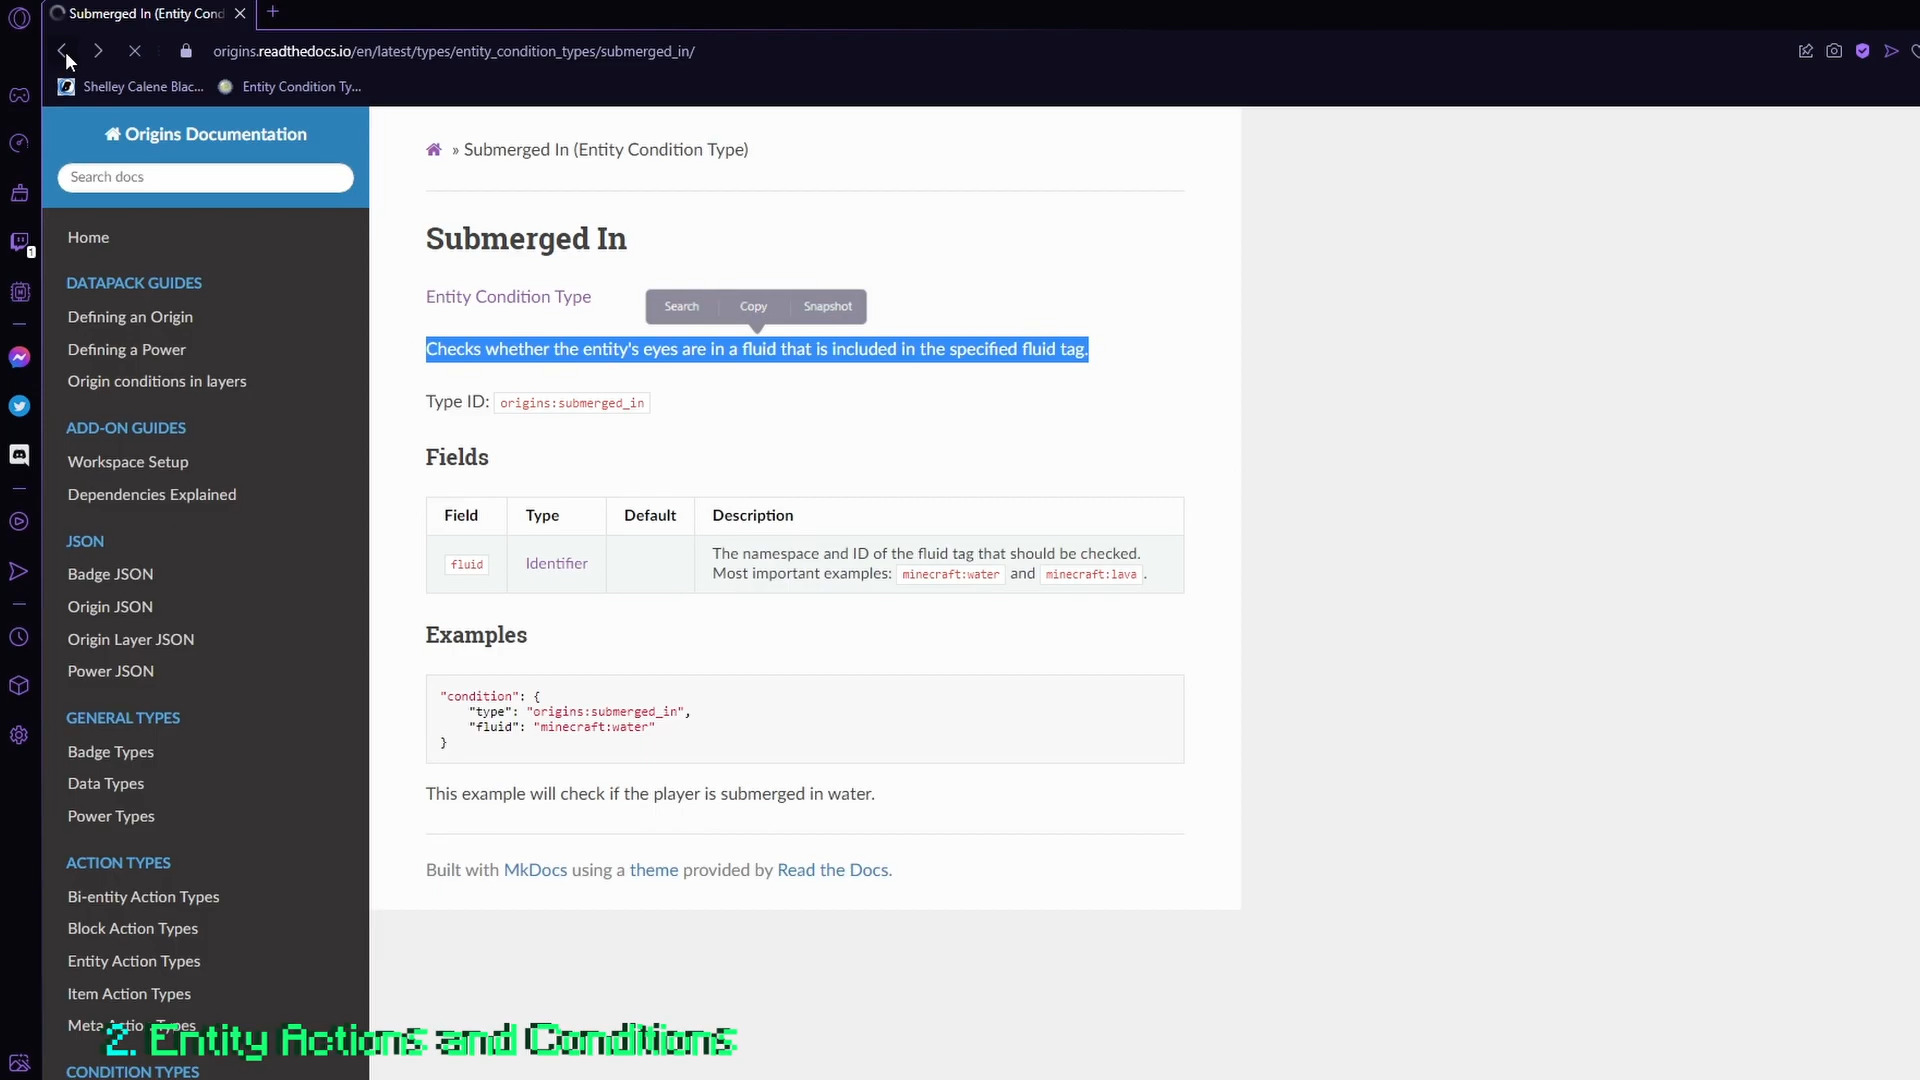 Submerged In (Entity Cond
origins.readthedocs.io/en/latest/types/entity_condition_types/submerged_in/
Shelley Calene Blac...
Entity Condition Ty...
1
Origins Documentation
Search docs
Home
DATAPACK GUIDES
Defining an Origin
Defining a Power
Origin conditions in layers
ADD-ON GUIDES
Workspace Setup
Dependencies Explained
JSON
Badge JSON
Origin JSON
Origin Layer JSON
Power JSON
GENERAL TYPES
Badge Types
Data Types
Power Types
ACTION TYPES
Bi-entity Action Types
Block Action Types
Entity Action Types
Item Action Types
Meta Action Types
CONDITION TYPES
» Submerged In (Entity Condition Type)
Submerged In
Entity Condition Type
Search Copy Snapshot
Checks whether the entity's eyes are in a fluid that is included in the specified fluid tag.
Type ID: origins:submerged_in
Fields
Field Type Default Description
fluid Identifier The namespace and ID of the fluid tag that should be checked.
Most important examples: minecraft:water and minecraft:lava.
Examples
"condition": {
"type": "origins:submerged_in",
"fluid": "minecraft:water"
}
This example will check if the player is submerged in water.
Built with MkDocs using a theme provided by Read the Docs.
2. Entity Actions and Conditions